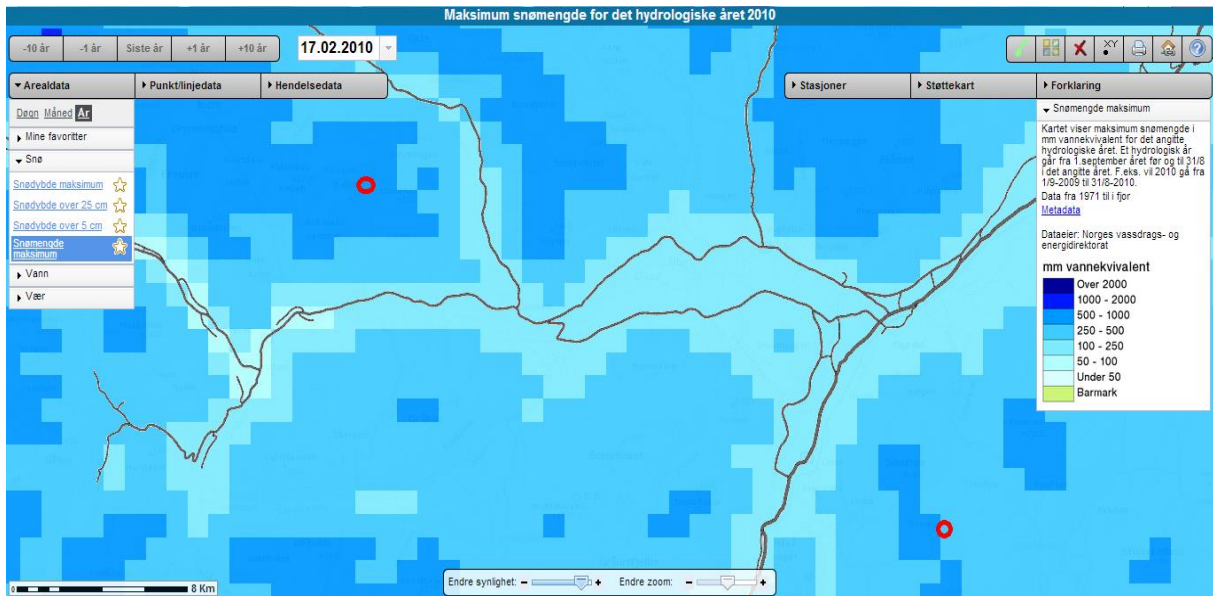 Maksimum snømengde for det hydrologiske året 2010
-10 år -1 år Siste år +1 år +10 år 17.02.2010
XY
Arealdata Punkt/linjedata Hendelsedata Stasjoner Støttekart Forklaring
Døgn Måned År
Mine favoritter
Snø
Snødybde maksimum
Snødybde over 25 cm
Snødybde over 5 cm
Snømengde
maksimum
Vann
Vær
Snømengde maksimum
Kartet viser maksimum snømengde i
mm vannekvivalent for det angitte
hydrologiske året. Et hydrologisk år
går fra 1.september året før og til 31/8
i det angitte året. F.eks. vil 2010 gå fra
1/9-2009 til 31/8-2010.
Data fra 1971 til i fjor
Metadata
Dataeier: Norges vassdrags- og
energidirektorat
mm vannekvivalent
Over 2000
1000 - 2000
500 - 1000
250 - 500
100 - 250
50 - 100
Under 50
Barmark
0 8 Km
Endre synlighet: - + Endre zoom: - +